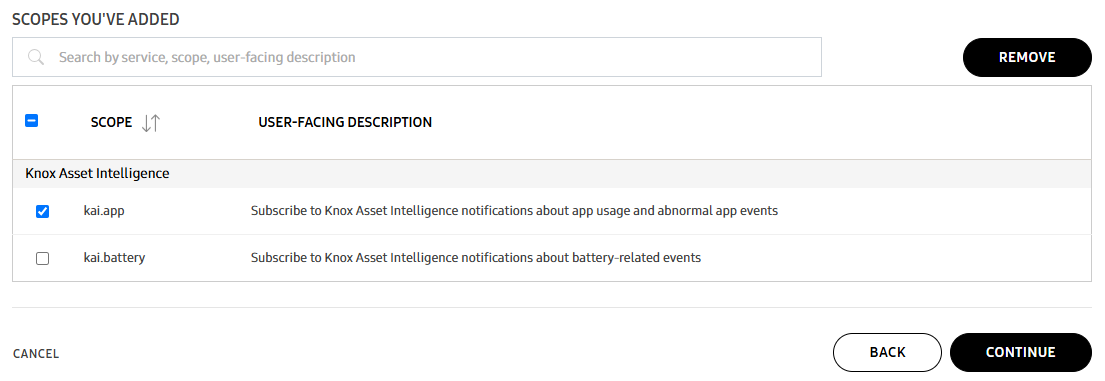 SCOPES YOU'VE ADDED
Search by service, scope, user-facing description
REMOVE
SCOPE USER-FACING DESCRIPTION
Knox Asset Intelligence
kai.app Subscribe to Knox Asset Intelligence notifications about app usage and abnormal app events
kai.battery Subscribe to Knox Asset Intelligence notifications about battery-related events
CANCEL BACK CONTINUE